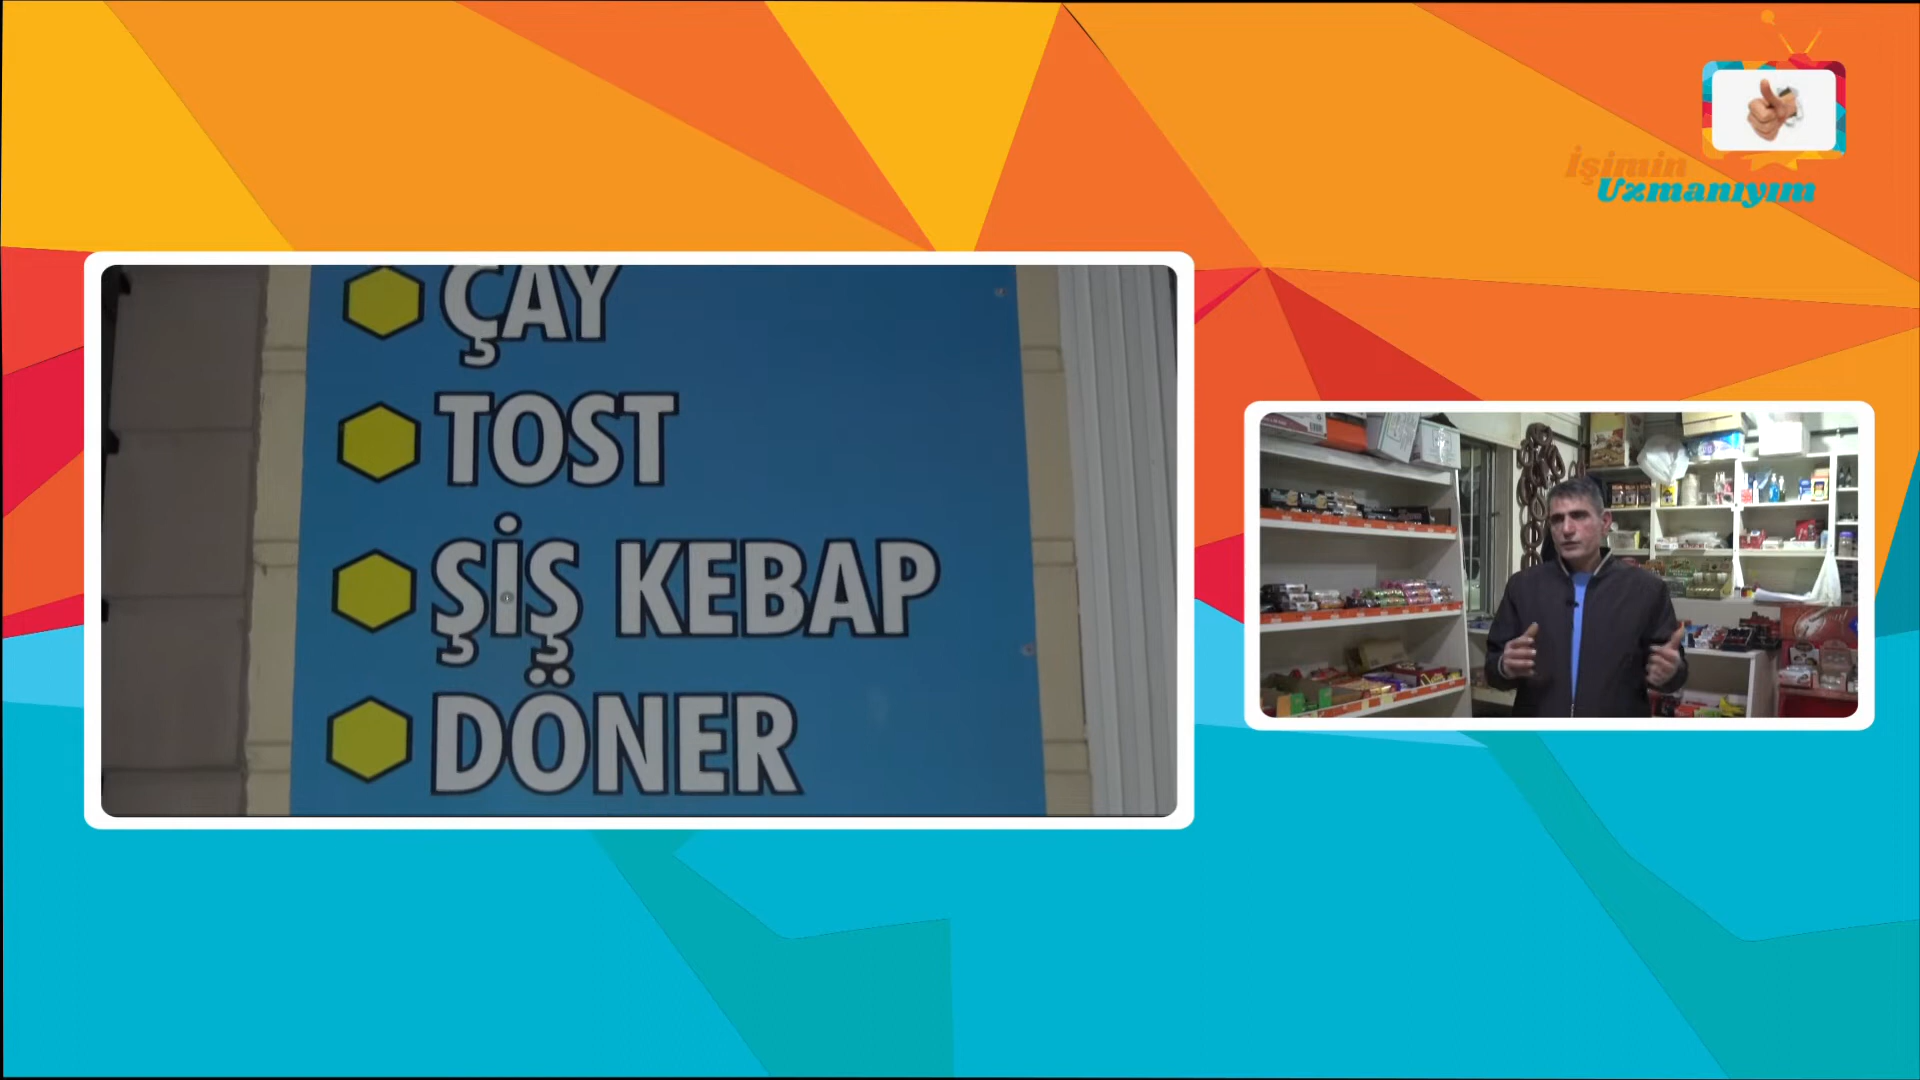 İşimin
Uzmanıyım
ÇAY
TOST
ŞİŞ KEBAP
DÖNER